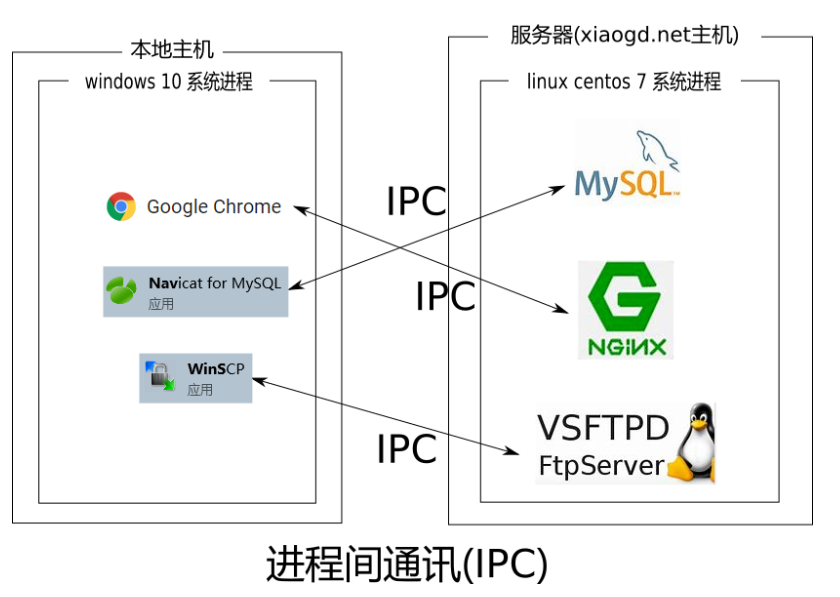 本地主机
windows 10 系统进程
Google Chrome
Navicat for MySQL
应用
WinSCP
应用
IPC
IPC
IPC
服务器(xiaogd.net主机)
linux centos 7 系统进程
MySQL™
NGiNX
VSFTPD
FtpServer
进程间通讯(IPC)